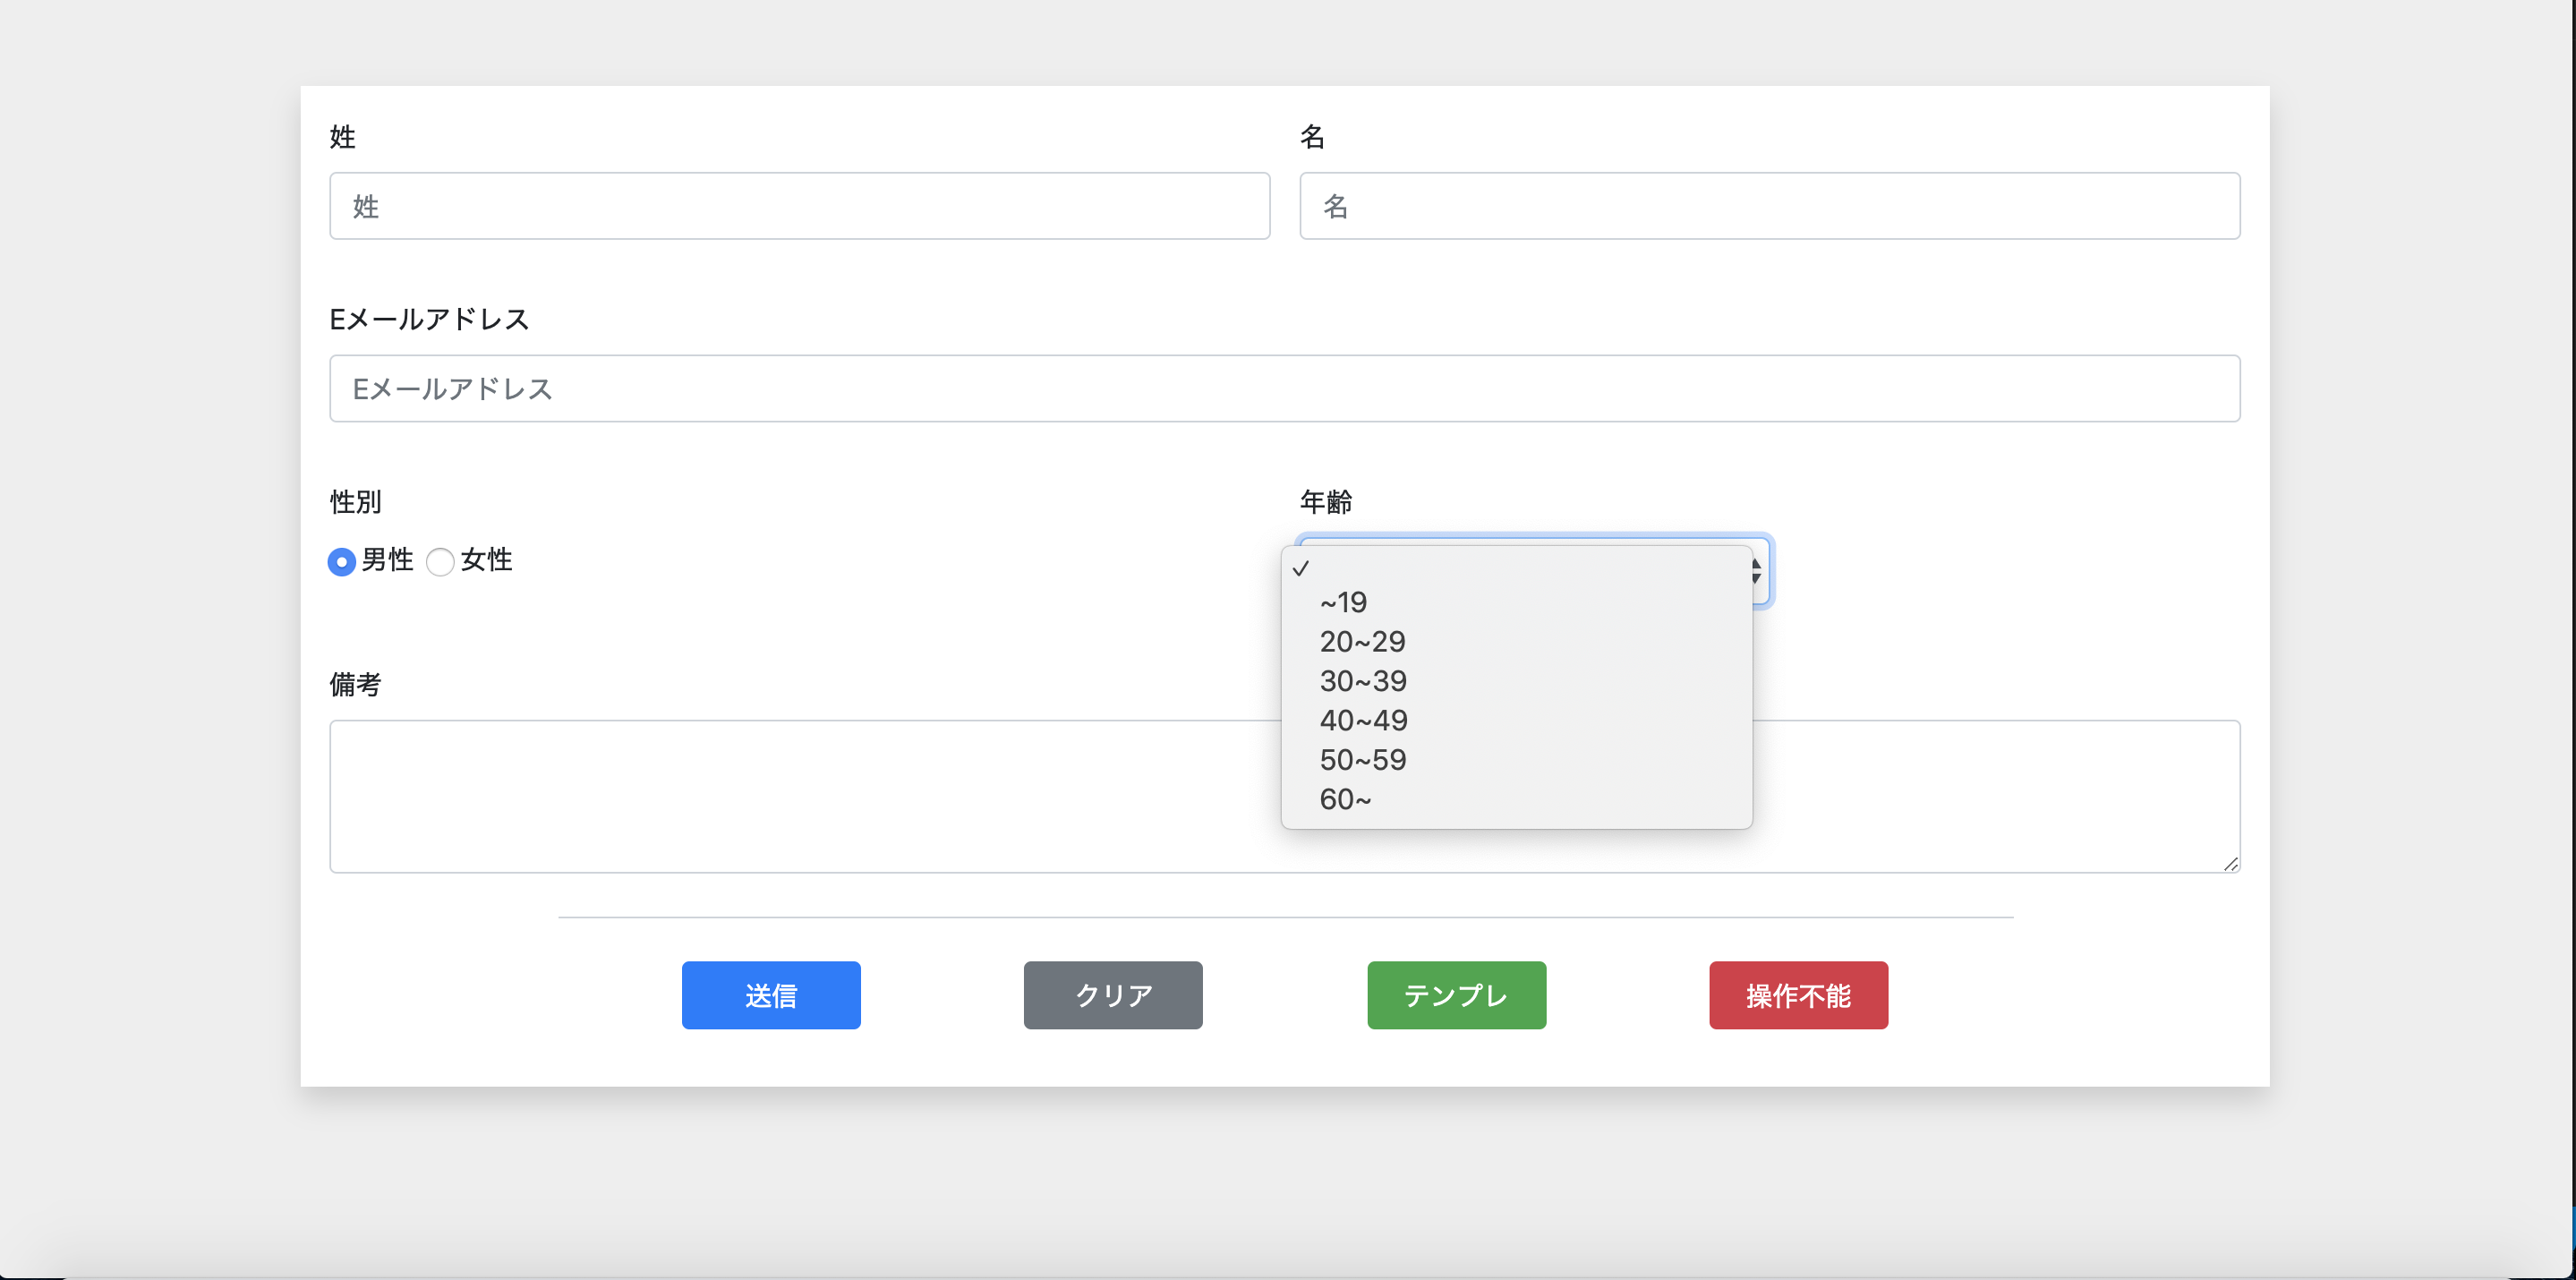 姓
名
姓
名
Eメールアドレス
Eメールアドレス
性別
年齢
男性 女性
~19
20~29
30~39
40~49
50~59
60~
備考
送信
クリア
テンプレ
操作不能